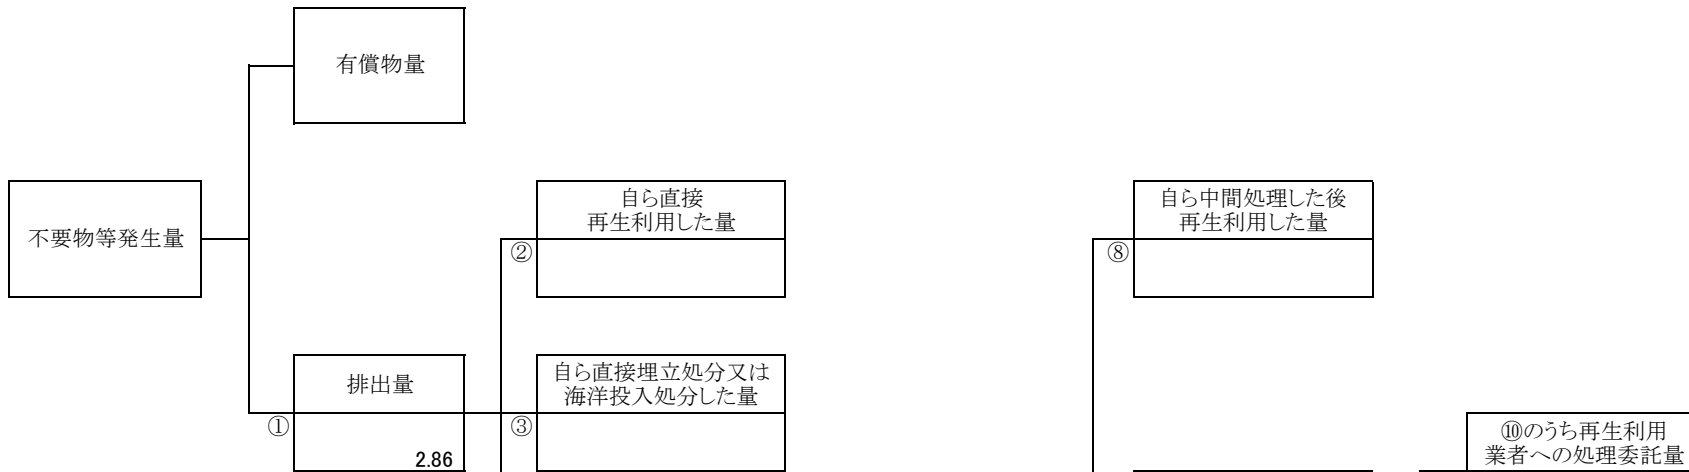 有償物量
不要物等発生量
自ら直接
再生利用した量
②
自ら中間処理した後
再生利用した量
⑧
排出量
①
2.86
自ら直接埋立処分又は
海洋投入処分した量
③
⑩のうち再生利用
業者への処理委託量